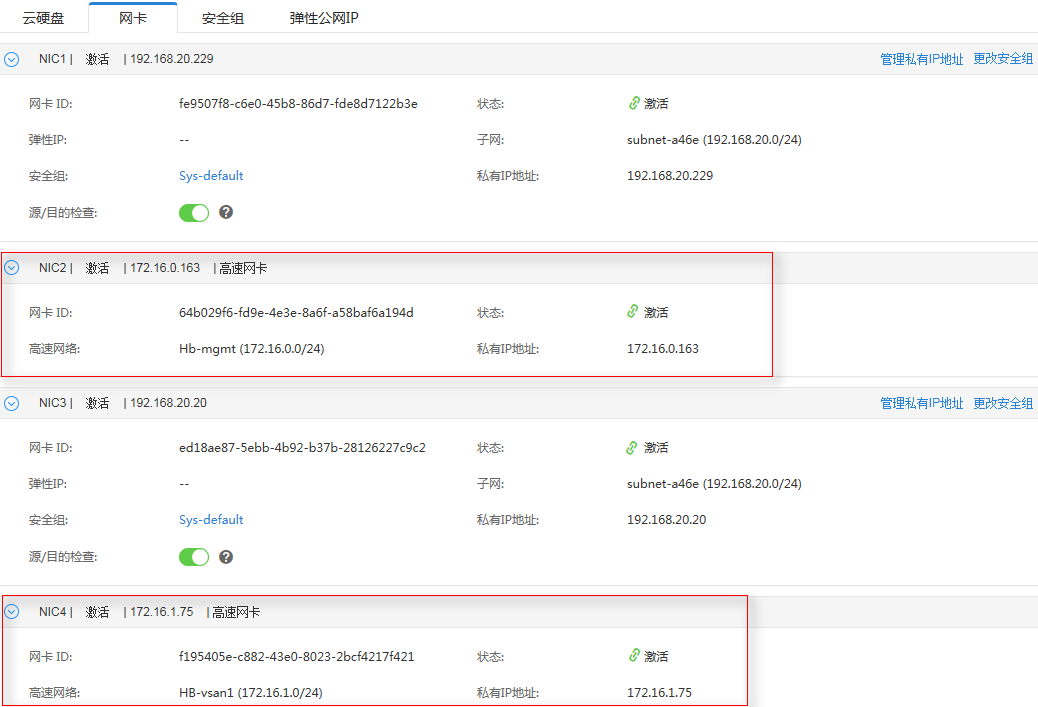 云硬盘 网卡 安全组 弹性公网IP
NIC1 | 激活 | 192.168.20.229 管理私有IP地址 更改安全组
网卡 ID: fe9507f8-c6e0-45b8-86d7-fde8d7122b3e 状态: 激活
弹性IP: -- 子网: subnet-a46e (192.168.20.0/24)
安全组: Sys-default 私有IP地址: 192.168.20.229
源/目的检查: ?
NIC2 | 激活 | 172.16.0.163 | 高速网卡
网卡 ID: 64b029f6-fd9e-4e3e-8a6f-a58baf6a194d 状态: 激活
高速网络: Hb-mgmt (172.16.0.0/24) 私有IP地址: 172.16.0.163
NIC3 | 激活 | 192.168.20.20 管理私有IP地址 更改安全组
网卡 ID: ed18ae87-5ebb-4b92-b37b-28126227c9c2 状态: 激活
弹性IP: -- 子网: subnet-a46e (192.168.20.0/24)
安全组: Sys-default 私有IP地址: 192.168.20.20
源/目的检查: ?
NIC4 | 激活 | 172.16.1.75 | 高速网卡
网卡 ID: f195405e-c882-43e0-8023-2bcf4217f421 状态: 激活
高速网络: HB-vsan1 (172.16.1.0/24) 私有IP地址: 172.16.1.75